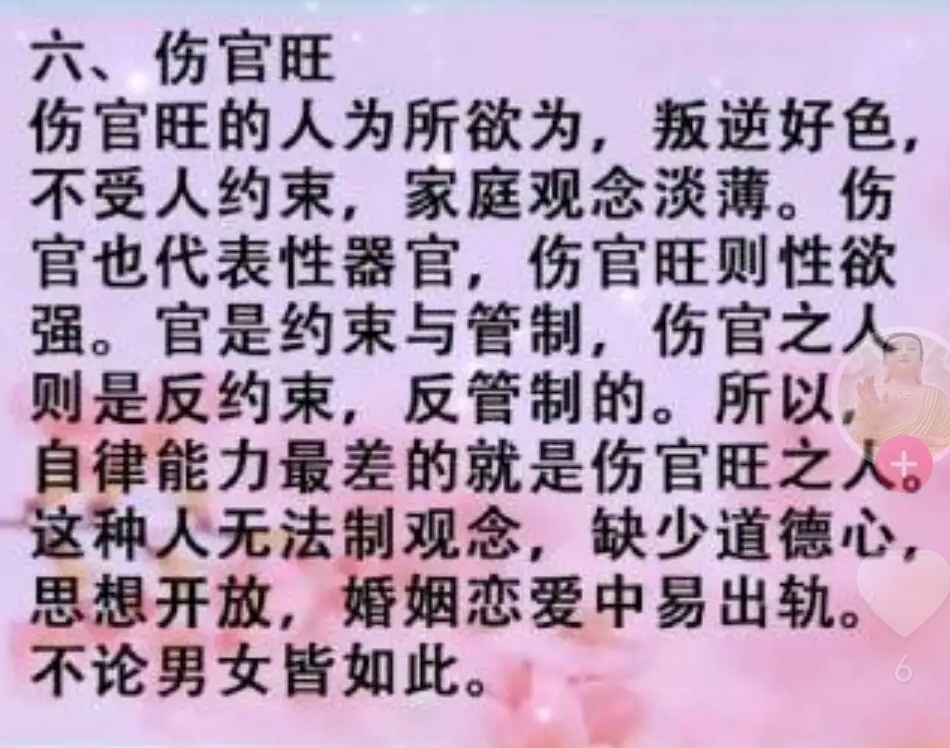 六、伤官旺
伤官旺的人为所欲为，叛逆好色，
不受人约束，家庭观念淡薄。伤
官也代表性器官，伤官旺则性欲
强。官是约束与管制，伤官之人
则是反约束，反管制的。所以，
自律能力最差的就是伤官旺之人。
这种人无法制观念，缺少道德心，
思想开放，婚姻恋爱中易出轨。
不论男女皆如此。
6